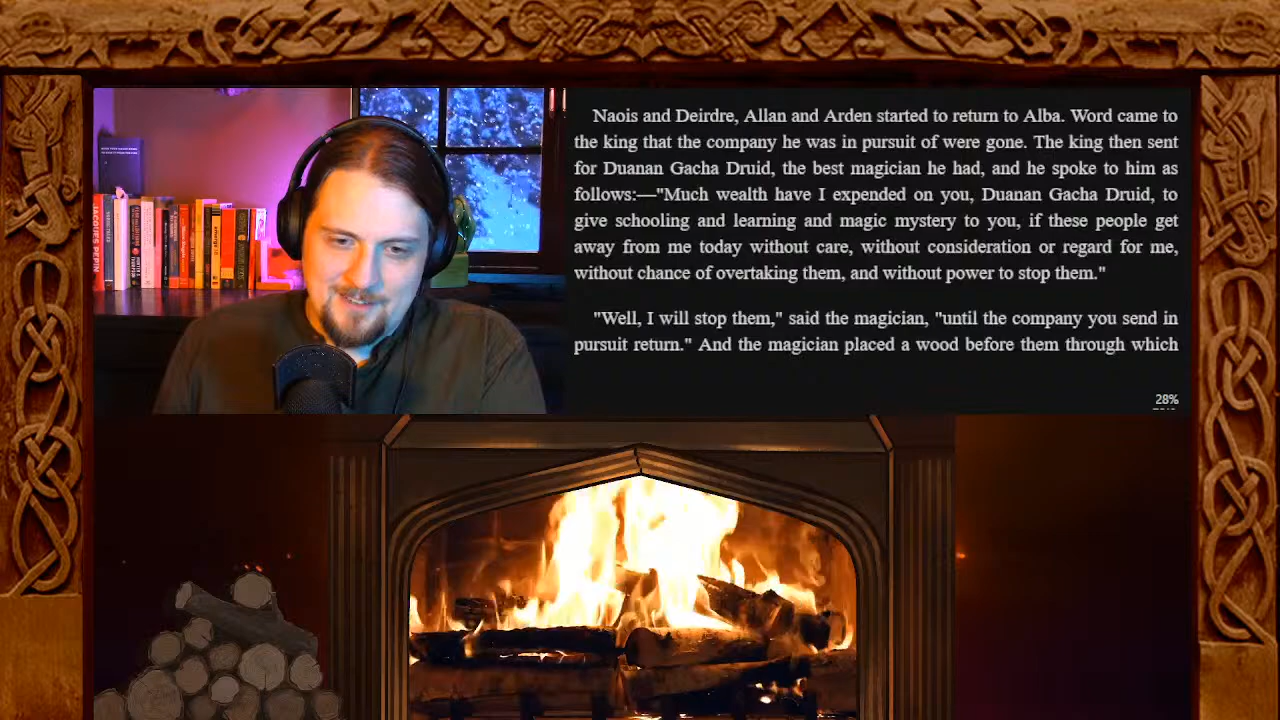 JACQUES PEPIN
Naois and Deirdre, Allan and Arden started to return to Alba. Word came to
the king that the company he was in pursuit of were gone. The king then sent
for Duanan Gacha Druid, the best magician he had, and he spoke to him as
follows:—"Much wealth have I expended on you, Duanan Gacha Druid, to
give schooling and learning and magic mystery to you, if these people get
away from me today without care, without consideration or regard for me,
without chance of overtaking them, and without power to stop them."
"Well, I will stop them," said the magician, "until the company you send in
pursuit return." And the magician placed a wood before them through which
28%